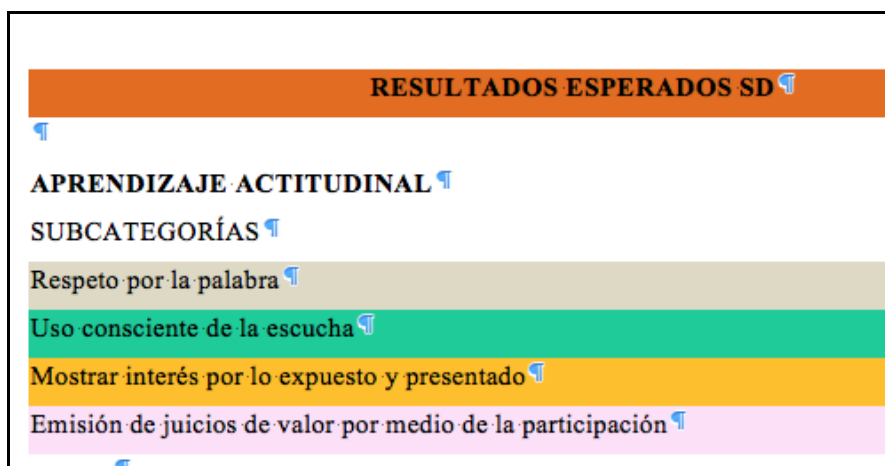 RESULTADOS ESPERADOS SD
APRENDIZAJE ACTITUDINAL
SUBCATEGORÍAS
Respeto por la palabra
Uso consciente de la escucha
Mostrar interés por lo expuesto y presentado
Emisión de juicios de valor por medio de la participación